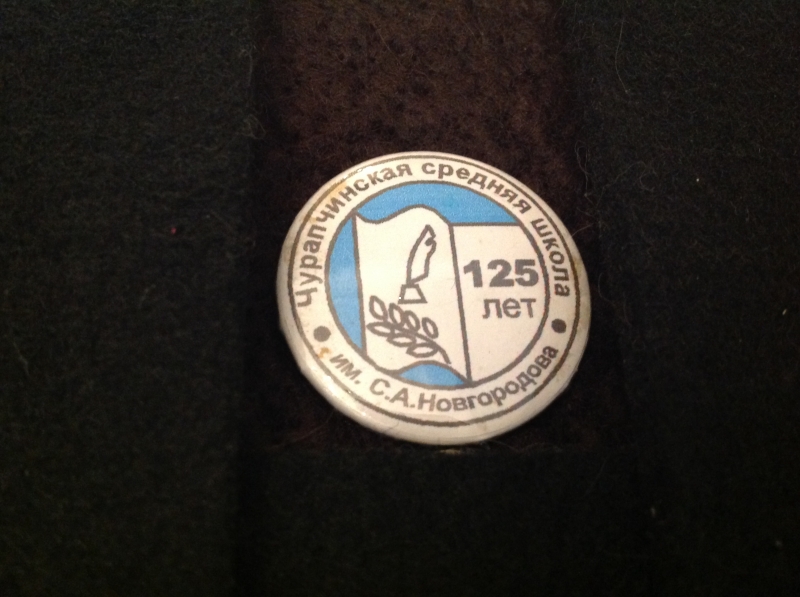 Чурапчинская средняя школа
125
лет
им. С.А.Новгородова